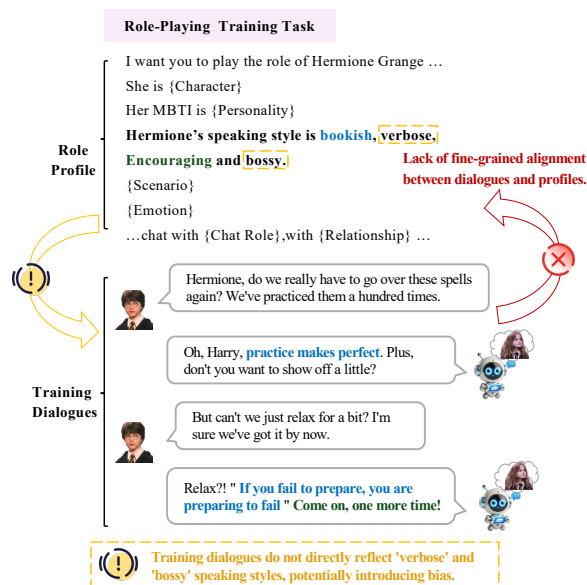 Role-Playing Training Task
I want you to play the role of Hermione Grange …
She is {Character}
Her MBTI is {Personality}
Hermione's speaking style is bookish, verbose,
Encouraging and bossy.
{Scenario}
{Emotion}
…chat with {Chat Role},with {Relationship} …
Role
Profile
Lack of fine-grained alignment
between dialogues and profiles.
Hermione, do we really have to go over these spells
again? We've practiced them a hundred times.
Oh, Harry, practice makes perfect. Plus,
don't you want to show off a little?
Training
Dialogues
But can't we just relax for a bit? I'm
sure we've got it by now.
Relax?! " If you fail to prepare, you are
preparing to fail " Come on, one more time!
Training dialogues do not directly reflect 'verbose' and
'bossy' speaking styles, potentially introducing bias.